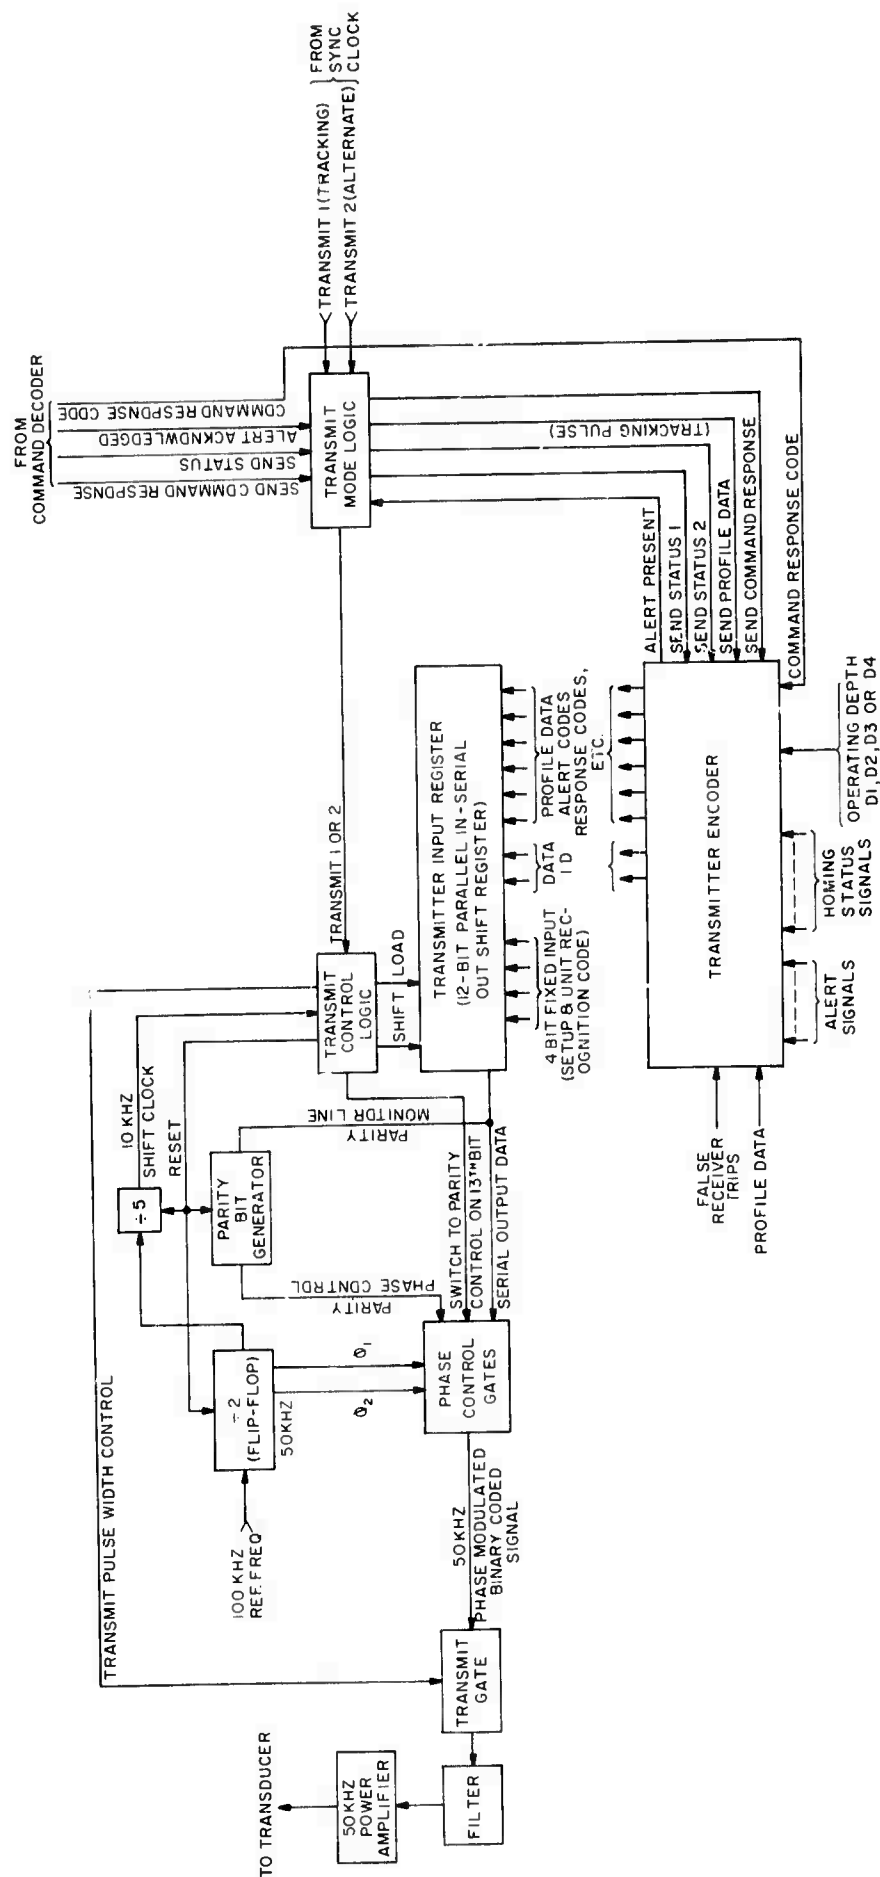 TO TRANSDUCER
50KHZ
POWER
AMPLIFIER
FILTER
TRANSMIT
GATE
TRANSMIT PULSE WIDTH CONTROL
50KHZ
PHASE MODULATED
BINARY CODED
SIGNAL
100 KHZ
REF. FREQ
÷2
(FLIP-FLOP)
50KHZ
Ø1
Ø2
PHASE
CONTROL
GATES
÷5
10 KHZ
SHIFT CLOCK
RESET
PARITY
BIT
GENERATOR
PARITY
PHASE CONTROL
PARITY
MONITOR LINE
SWITCH TO PARITY
CONTROL ON 13TH BIT
SERIAL OUTPUT DATA
TRANSMIT
CONTROL
LOGIC
SHIFT
LOAD
TRANSMIT 1 OR 2
TRANSMITTER INPUT REGISTER
(12-BIT PARALLEL IN-SERIAL
OUT SHIFT REGISTER)
4 BIT FIXED INPUT
(SETUP & UNIT REC-
OGNITION CODE)
DATA
ID
PROFILE DATA
ALERT CODES
RESPONSE CODES,
ETC.
FROM
COMMAND DECODER
SEND COMMAND RESPONSE
SEND STATUS
ALERT ACKNOWLEDGED
COMMAND RESPONSE CODE
TRANSMIT
MODE LOGIC
TRANSMIT 1 (TRACKING)
TRANSMIT 2 (ALTERNATE)
FROM
SYNC
CLOCK
(TRACKING PULSE)
ALERT PRESENT
SEND STATUS 1
SEND STATUS 2
SEND PROFILE DATA
SEND COMMAND RESPONSE
COMMAND RESPONSE CODE
TRANSMITTER ENCODER
FALSE
RECEIVER
TRIPS
PROFILE DATA
ALERT
SIGNALS
HOMING
STATUS
SIGNALS
OPERATING DEPTH
D1, D2, D3 OR D4